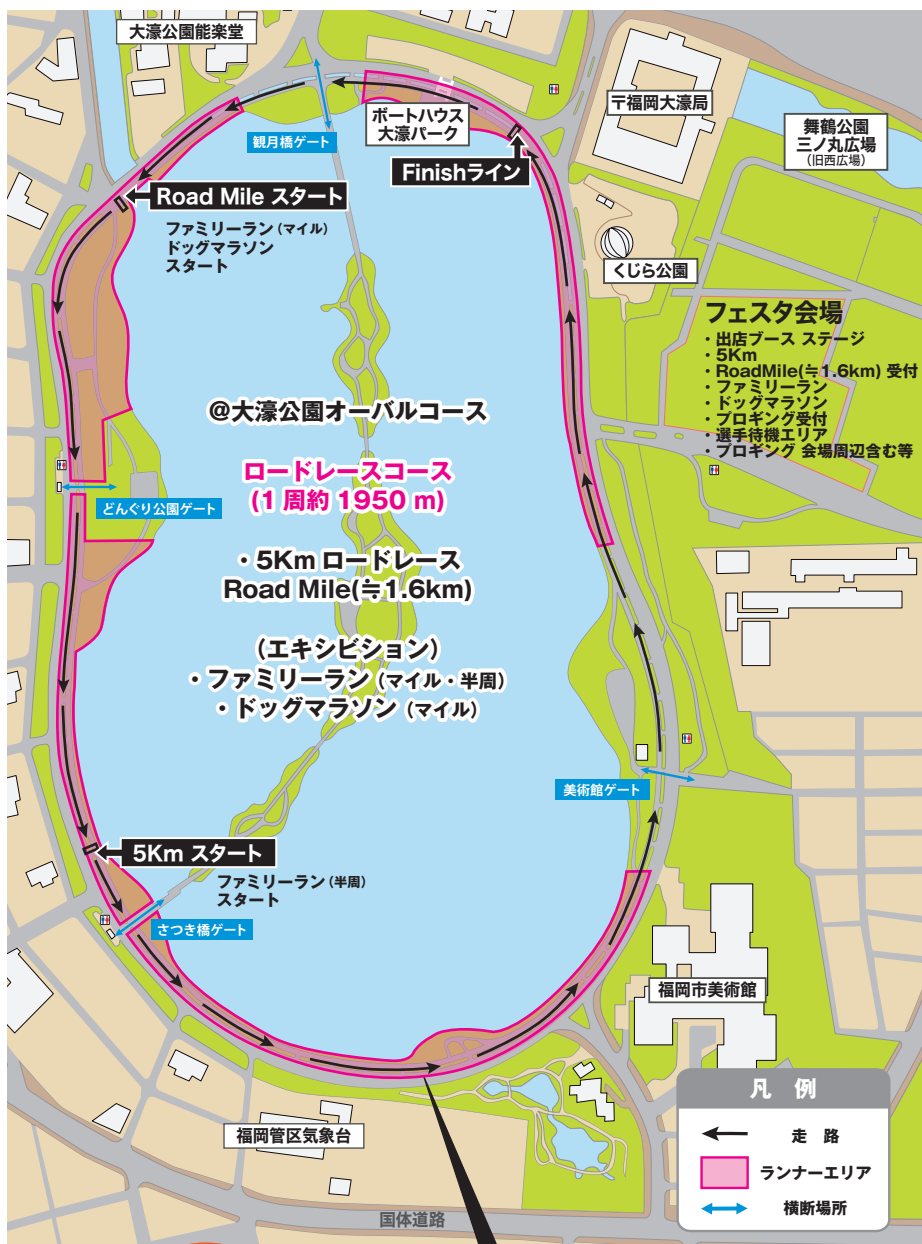 大濠公園能楽堂
ボートハウス
大濠パーク
〒福岡大濠局
舞鶴公園
三ノ丸広場
(旧西広場)
観月橋ゲート
Finishライン
Road Mile スタート
ファミリーラン (マイル)
ドッグマラソン
スタート
くじら公園
フェスタ会場
・出店ブース ステージ
・5Km
・RoadMile(≒1.6km) 受付
・ファミリーラン
・ドッグマラソン
・プロギング受付
・選手待機エリア
・プロギング 会場周辺含む等
@大濠公園オーバルコース
ロードレースコース
(1 周約 1950 m)
どんぐり公園ゲート
・5Km ロードレース
Road Mile(≒1.6km)
(エキシビション)
・ファミリーラン (マイル・半周)
・ドッグマラソン (マイル)
美術館ゲート
5Km スタート
ファミリーラン (半周)
スタート
さつき橋ゲート
福岡市美術館
福岡管区気象台
国体道路
凡 例
走 路
ランナーエリア
横断場所